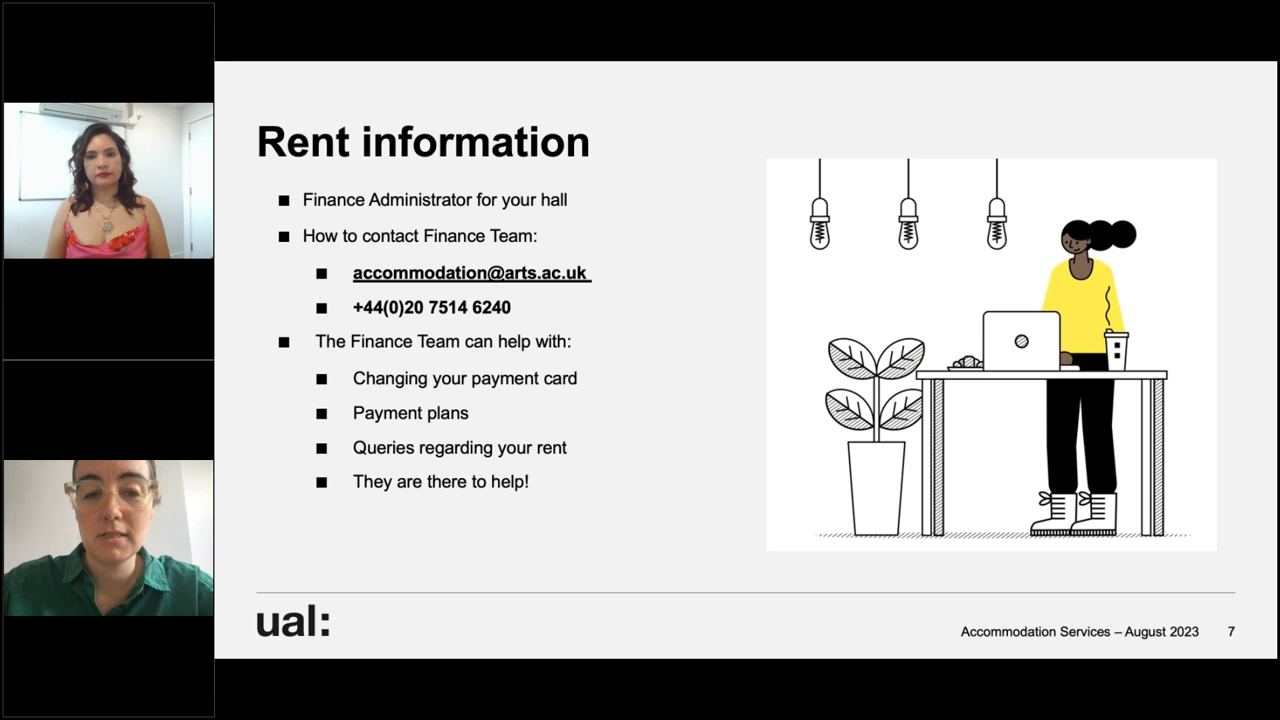 Rent information
Finance Administrator for your hall
How to contact Finance Team:
accommodation@arts.ac.uk
+44(0)20 7514 6240
The Finance Team can help with:
Changing your payment card
Payment plans
Queries regarding your rent
They are there to help!
ual:
Accommodation Services – August 2023 7